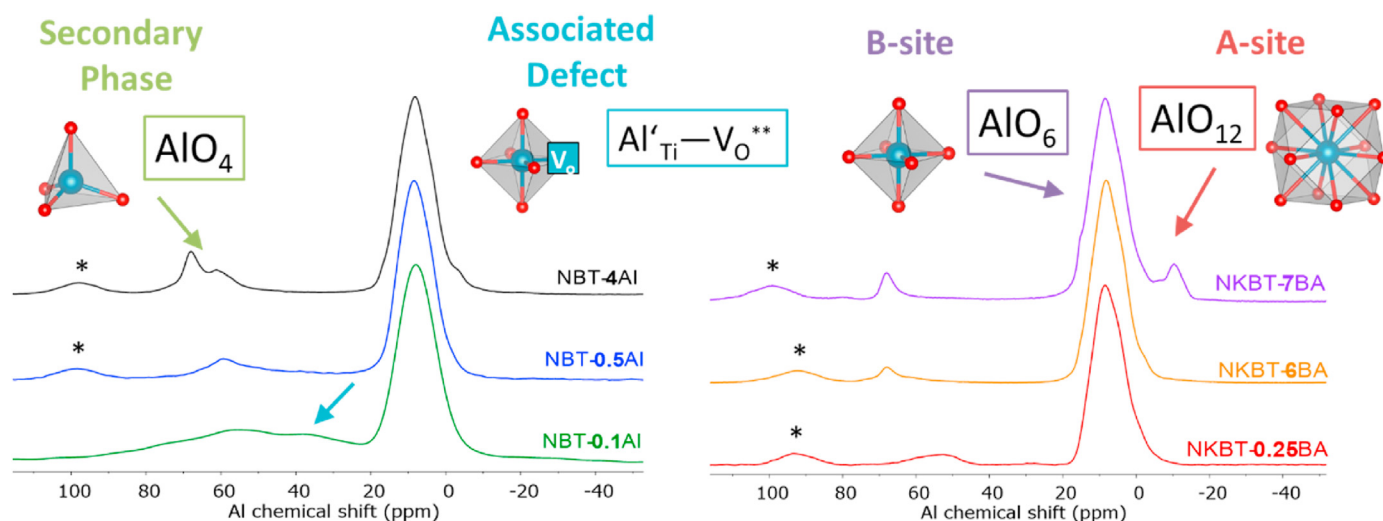 Secondary
Phase
Associated
Defect
B-site
A-site
AlO₄
Vₒ
Al‘Ti—VO**
AlO₆
AlO₁₂
*
NBT-4Al
*
NBT-0.5Al
NBT-0.1Al
100 80 60 40 20 0 -20 -40
Al chemical shift (ppm)
*
NKBT-7BA
*
NKBT-6BA
*
NKBT-0.25BA
100 80 60 40 20 0 -20 -40
Al chemical shift (ppm)